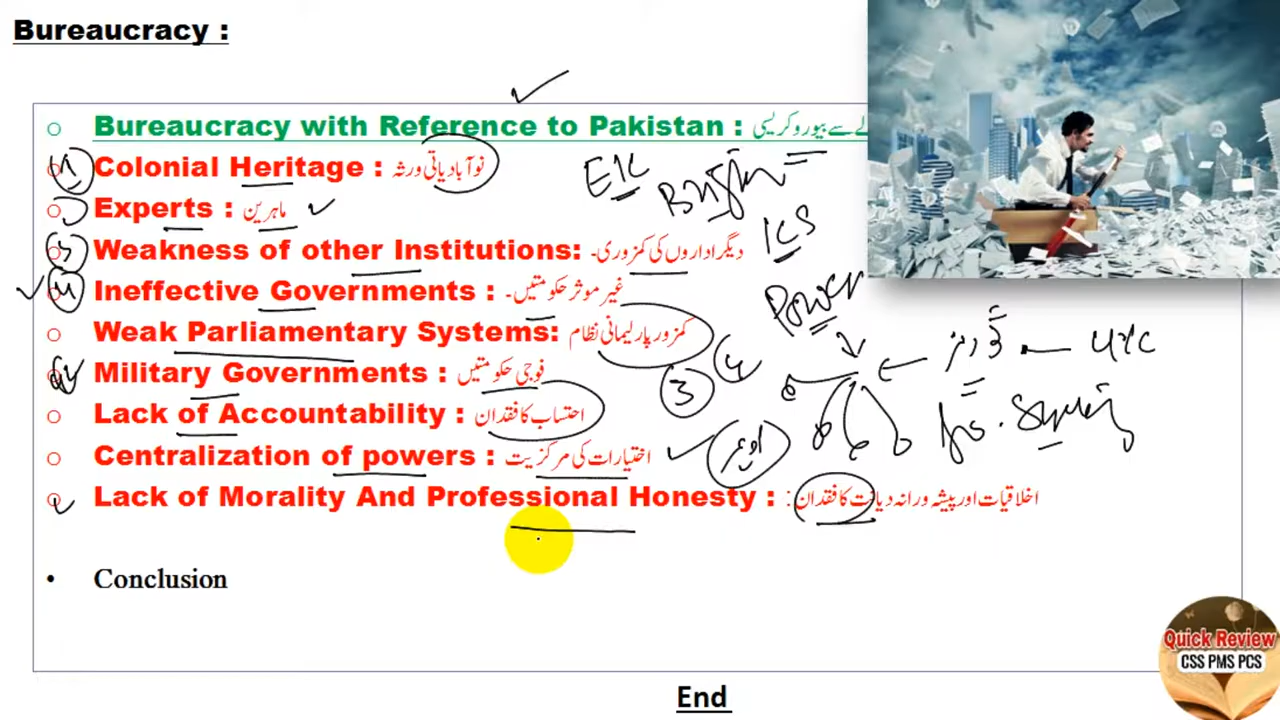 Bureaucracy :
Bureaucracy with Reference to Pakistan : لے سے بیوروکریسی
Colonial Heritage : نوآبادیاتی ورثہ
Experts : ماہرین
Weakness of other Institutions: دیگر اداروں کی کمزوری-
Ineffective Governments : غیر موثر حکومتیں-
Weak Parliamentary Systems: کمزور پارلیمانی نظام
Military Governments : فوجی حکومتیں
Lack of Accountability : احتساب کا فقدان
Centralization of powers : اختیارات کی مرکزیت
Lack of Morality And Professional Honesty : اخلاقیات اور پیشہ ورانہ دیانت کا فقدان :
• Conclusion
End
EIC
ICS
Power
3
Quick Review
CSS PMS PCS